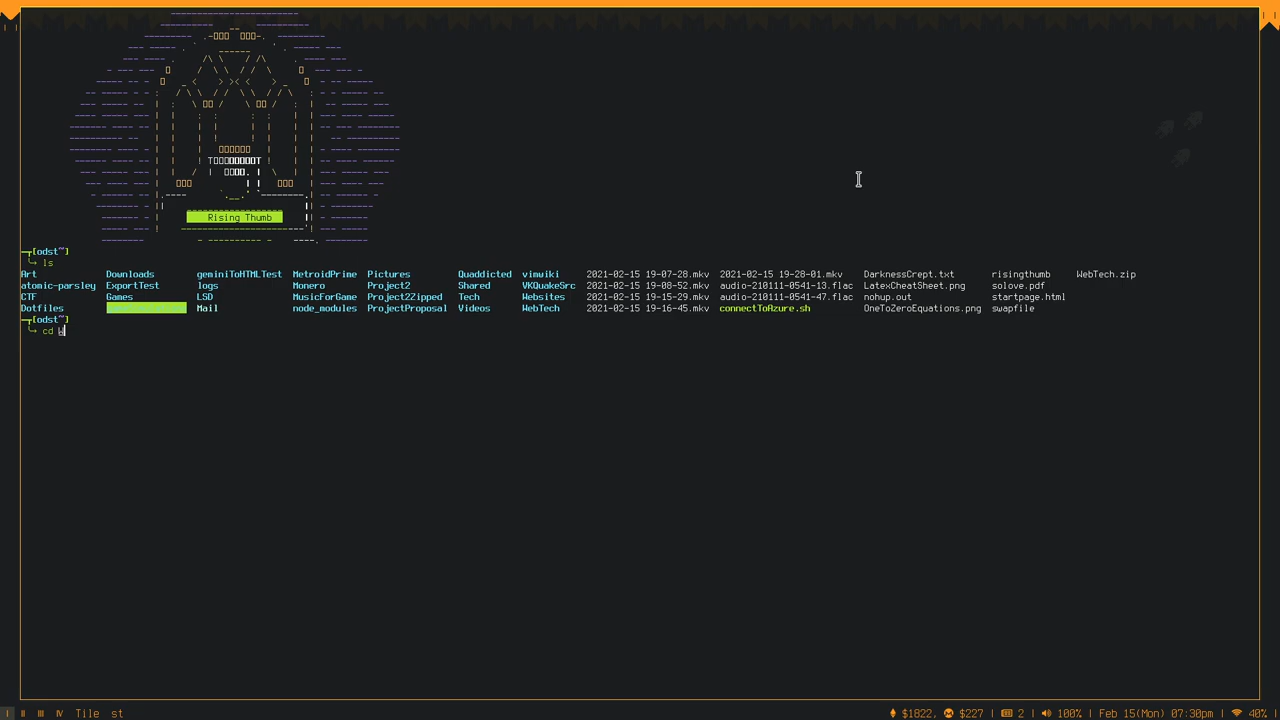 Rising Thumb
[odst~]
ls
Art Downloads geminiToHTMLTest MetroidPrime Pictures Quaddicted vimwiki 2021-02-15 19-07-28.mkv 2021-02-15 19-28-01.mkv DarknessCrept.txt risingthumb WebTech.zip
atomic-parsley ExportTest logs Monero Project2 Shared VKQuakeSrc 2021-02-15 19-08-52.mkv audio-210111-0541-13.flac LatexCheatSheet.png solove.pdf
CTF Games LSD MusicForGame Project2Zipped Tech Websites 2021-02-15 19-15-29.mkv audio-210111-0541-47.flac nohup.out startpage.html
Dotfiles Mail node_modules ProjectProposal Videos WebTech 2021-02-15 19-16-45.mkv connectToAzure.sh OneToZeroEquations.png swapfile
[odst~]
cd W
I II III IV Tile st $1822, $227 | 2 | 100% | Feb 15(Mon) 07:30pm | 40%